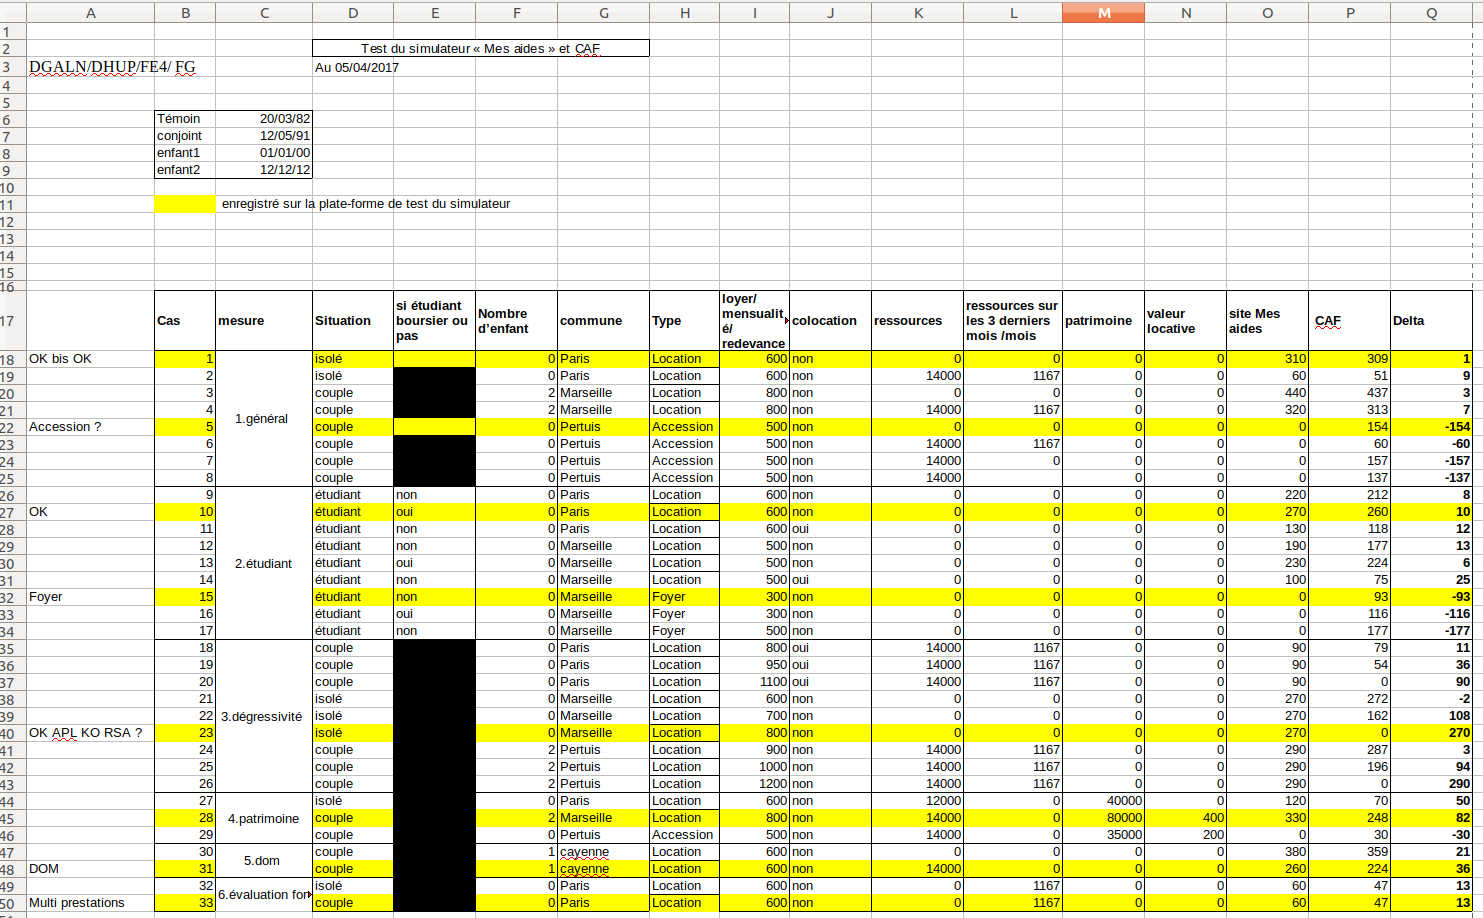 A B C D E F G H I J K L M N O P Q
1
2 Test du simulateur « Mes aides » et CAF
3 DGALN/DHUP/FE4/ FG Au 05/04/2017
4
5
6 Témoin 20/03/82
7 conjoint 12/05/91
8 enfant1 01/01/00
9 enfant2 12/12/12
10
11 enregistré sur la plate-forme de test du simulateur
12
13
14
15
16
17 Cas mesure Situation si étudiant boursier ou pas Nombre d'enfant commune Type loyer/ mensualité/ redevance colocation ressources ressources sur les 3 derniers mois /mois patrimoine valeur locative site Mes aides CAF Delta
18 OK bis OK 1 isolé 0 Paris Location 600 non 0 0 0 0 310 309 1
19 2 isolé 0 Paris Location 600 non 14000 1167 0 0 60 51 9
20 3 couple 2 Marseille Location 800 non 0 0 0 0 440 437 3
21 4 1.général couple 2 Marseille Location 800 non 14000 1167 0 0 320 313 7
22 Accession ? 5 couple 0 Pertuis Accession 500 non 0 0 0 0 0 154 -154
23 6 couple 0 Pertuis Accession 500 non 14000 1167 0 0 0 60 -60
24 7 couple 0 Pertuis Accession 500 non 14000 0 0 0 0 157 -157
25 8 couple 0 Pertuis Accession 500 non 14000 0 0 0 137 -137
26 9 étudiant non 0 Paris Location 600 non 0 0 0 0 220 212 8
27 OK 10 étudiant oui 0 Paris Location 600 non 0 0 0 0 270 260 10
28 11 étudiant non 0 Paris Location 600 oui 0 0 0 0 130 118 12
29 12 étudiant non 0 Marseille Location 500 non 0 0 0 0 190 177 13
30 13 2.étudiant étudiant oui 0 Marseille Location 500 non 0 0 0 0 230 224 6
31 14 étudiant non 0 Marseille Location 500 oui 0 0 0 0 100 75 25
32 Foyer 15 étudiant non 0 Marseille Foyer 300 non 0 0 0 0 0 93 -93
33 16 étudiant oui 0 Marseille Foyer 300 non 0 0 0 0 0 116 -116
34 17 étudiant non 0 Marseille Foyer 500 non 0 0 0 0 0 177 -177
35 18 couple 0 Paris Location 800 oui 14000 1167 0 0 90 79 11
36 19 couple 0 Paris Location 950 oui 14000 1167 0 0 90 54 36
37 20 couple 0 Paris Location 1100 oui 14000 1167 0 0 90 0 90
38 21 isolé 0 Marseille Location 600 non 0 0 0 0 270 272 -2
39 22 3.dégressivité isolé 0 Marseille Location 700 non 0 0 0 0 270 162 108
40 OK APL KO RSA ? 23 isolé 0 Marseille Location 800 non 0 0 0 0 270 0 270
41 24 couple 2 Pertuis Location 900 non 14000 1167 0 0 290 287 3
42 25 couple 2 Pertuis Location 1000 non 14000 1167 0 0 290 196 94
43 26 couple 2 Pertuis Location 1200 non 14000 1167 0 0 290 0 290
44 27 isolé 0 Paris Location 600 non 12000 0 40000 0 120 70 50
45 28 4.patrimoine couple 2 Marseille Location 800 non 14000 0 80000 400 330 248 82
46 29 couple 0 Pertuis Accession 500 non 14000 0 35000 200 0 30 -30
47 30 5.dom couple 1 cayenne Location 600 non 0 0 0 0 380 359 21
48 DOM 31 couple 1 cayenne Location 600 non 14000 0 0 0 260 224 36
49 32 6.évaluation for isolé 0 Paris Location 600 non 0 1167 0 0 60 47 13
50 Multi prestations 33 couple 0 Paris Location 600 non 0 1167 0 0 60 47 13